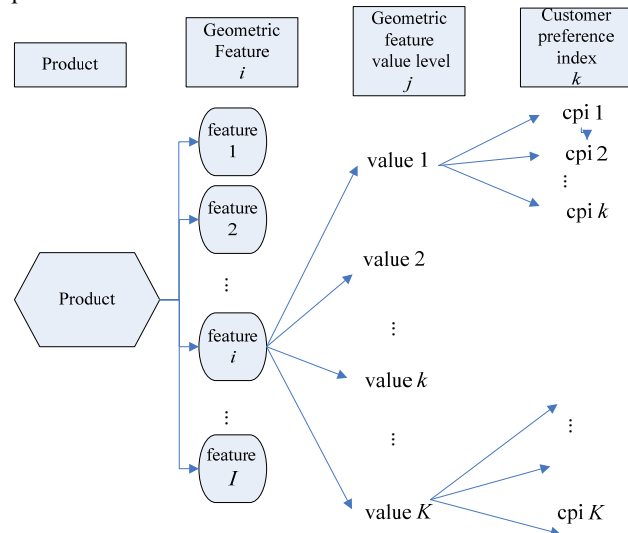 Product
Geometric
Feature
i
Geometric
feature
value level
j
Customer
preference
index
k
feature
1
feature
2
⋮
feature
i
⋮
feature
I
Product
value 1
value 2
⋮
value k
⋮
value K
cpi 1
cpi 2
⋮
cpi k
⋮
cpi K